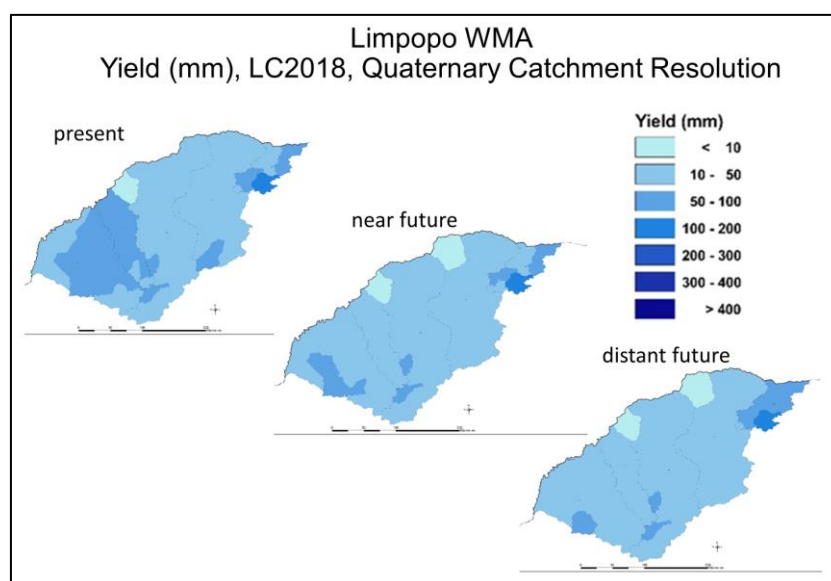 Limpopo WMA
Yield (mm), LC2018, Quaternary Catchment Resolution
present
near future
distant future
Yield (mm)
< 10
10 - 50
50 - 100
100 - 200
200 - 300
300 - 400
> 400